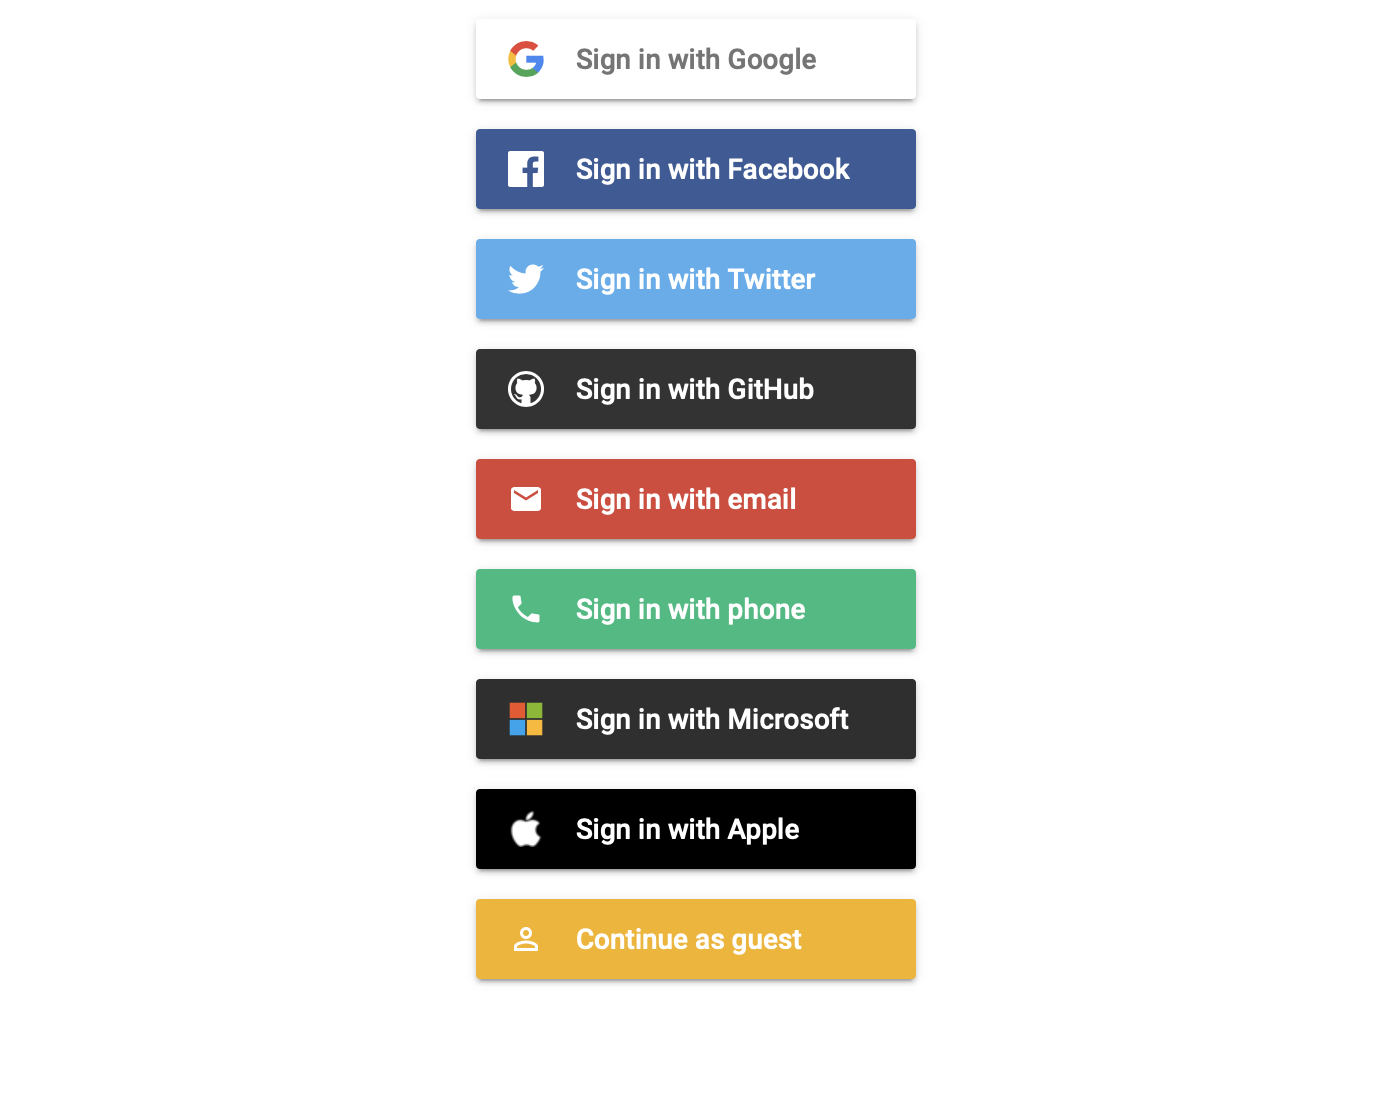 Sign in with Google
Sign in with Facebook
Sign in with Twitter
Sign in with GitHub
Sign in with email
Sign in with phone
Sign in with Microsoft
Sign in with Apple
Continue as guest